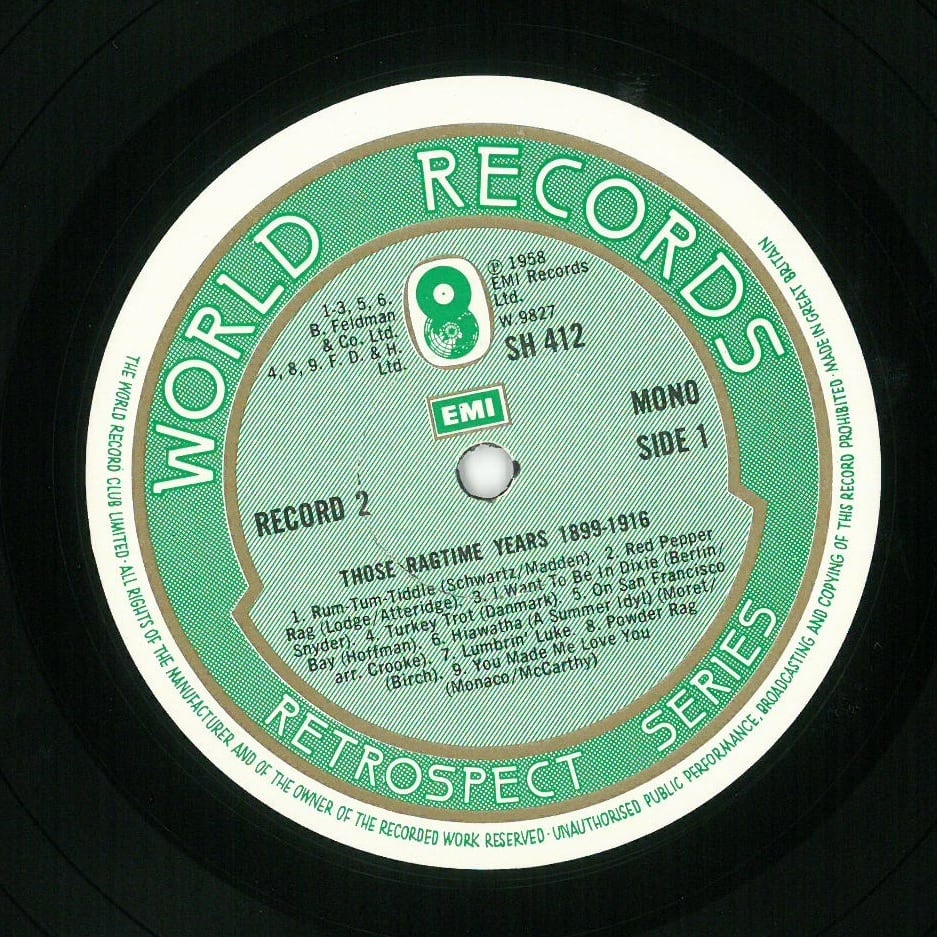 WORLD RECORDS
1-3, 5, 6.
B. Feldman
& Co. Ltd.
4, 8, 9. F. D. & H.
Ltd.
℗ 1958
EMI Records
Ltd.
W 9827
SH 412
EMI
MONO
SIDE 1
RECORD 2
THOSE RAGTIME YEARS 1899-1916
1. Rum-Tum-Tiddle (Schwartz/Madden). 2. Red Pepper
Rag (Lodge/Atteridge). 3. I Want To Be In Dixie (Berlin/
Snyder). 4. Turkey Trot (Danmark). 5. On San Francisco
Bay (Hoffman). 6. Hiawatha (A Summer Idyl) (Moret/
arr. Crooke). 7. Lumbrin' Luke. 8. Powder Rag
(Birch). 9. You Made Me Love You
(Monaco/McCarthy)
RETROSPECT SERIES
THE WORLD RECORD CLUB LIMITED · ALL RIGHTS OF THE MANUFACTURER AND OF THE OWNER OF THE RECORDED WORK RESERVED · UNAUTHORISED PUBLIC PERFORMANCE, BROADCASTING AND COPYING OF THIS RECORD PROHIBITED · MADE IN GREAT BRITAIN